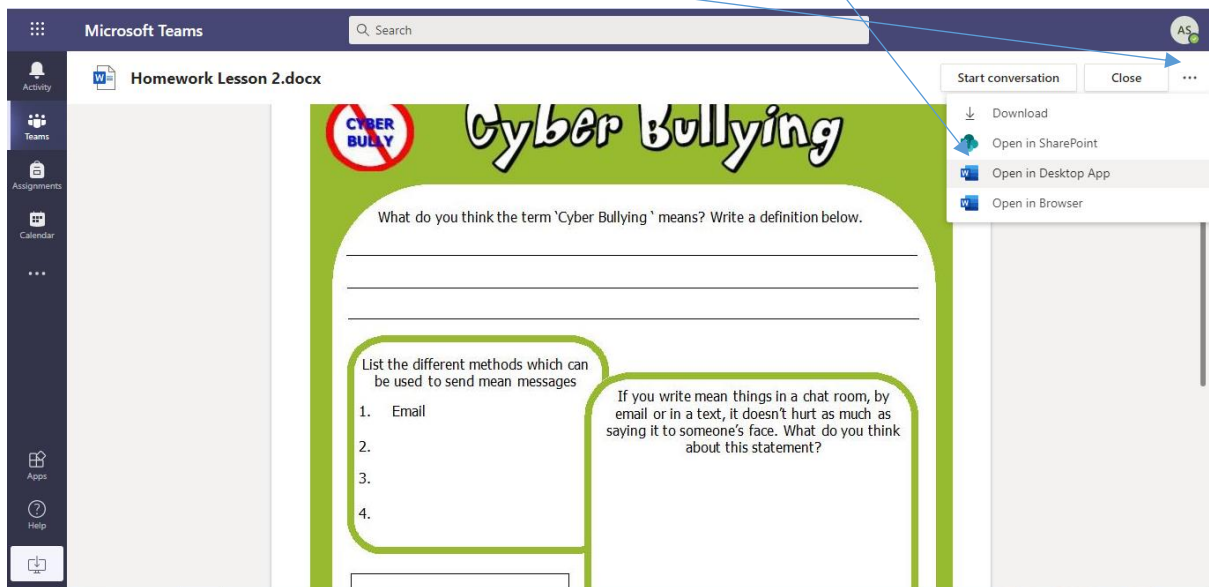 Microsoft Teams
Search
AS
Activity
Teams
Assignments
Calendar
...
Apps
Help
W
Homework Lesson 2.docx
Start conversation
Close
...
Download
Open in SharePoint
W
Open in Desktop App
W
Open in Browser
CYBER
BULLY
Cyber Bullying
What do you think the term `Cyber Bullying ` means? Write a definition below.
List the different methods which can
be used to send mean messages
1. Email
2.
3.
4.
If you write mean things in a chat room, by
email or in a text, it doesn't hurt as much as
saying it to someone's face. What do you think
about this statement?